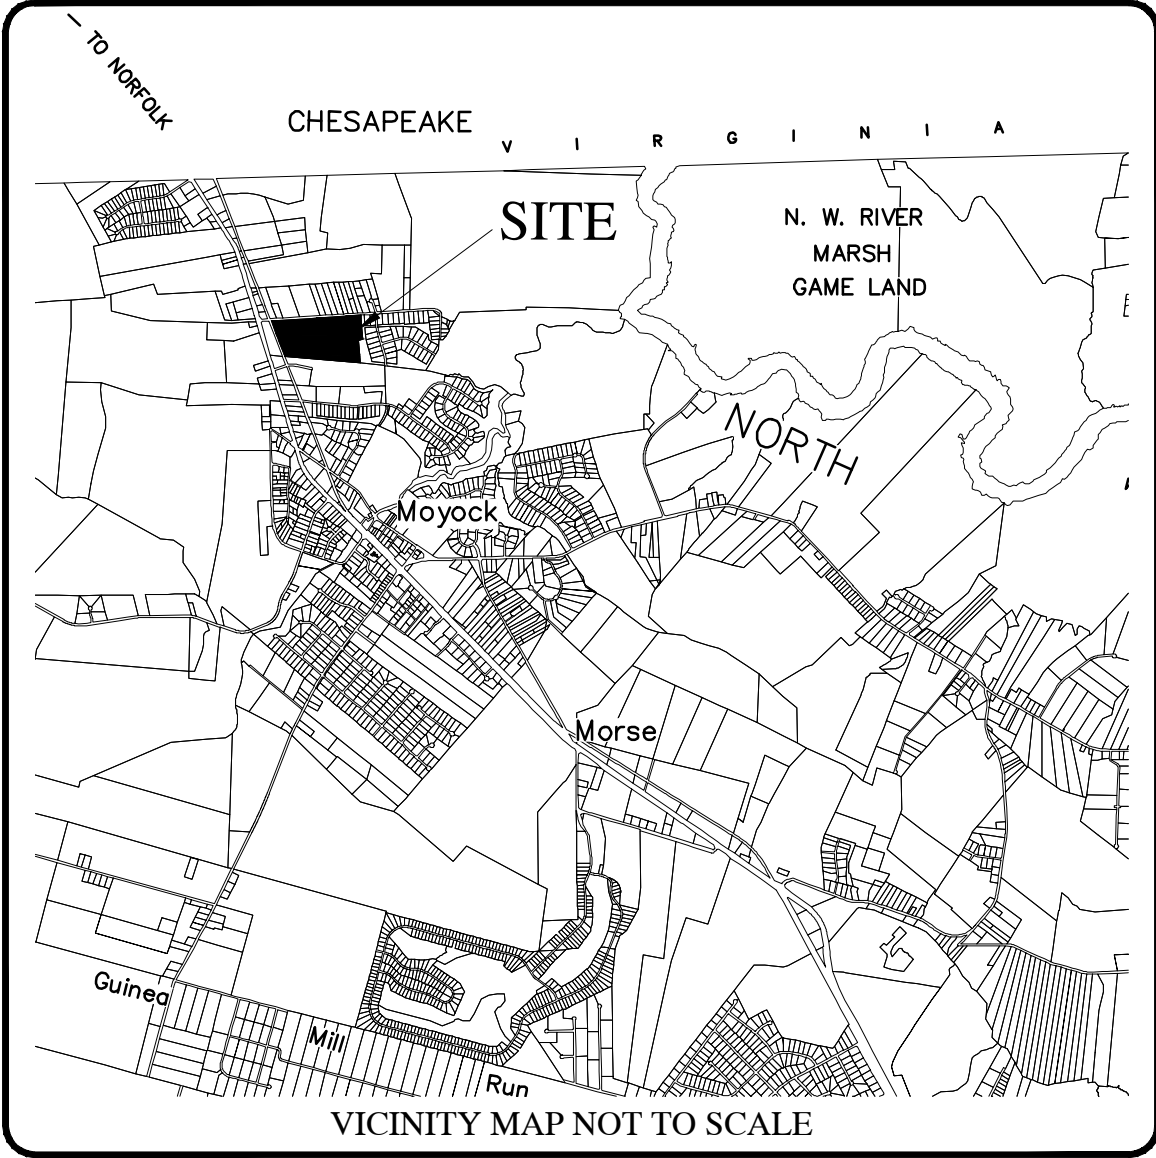 TO NORFOLK
CHESAPEAKE
V I R G I N I A
SITE
N. W. RIVER
MARSH
GAME LAND
NORTH
Moyock
Morse
Guinea
Mill
Run
VICINITY MAP NOT TO SCALE